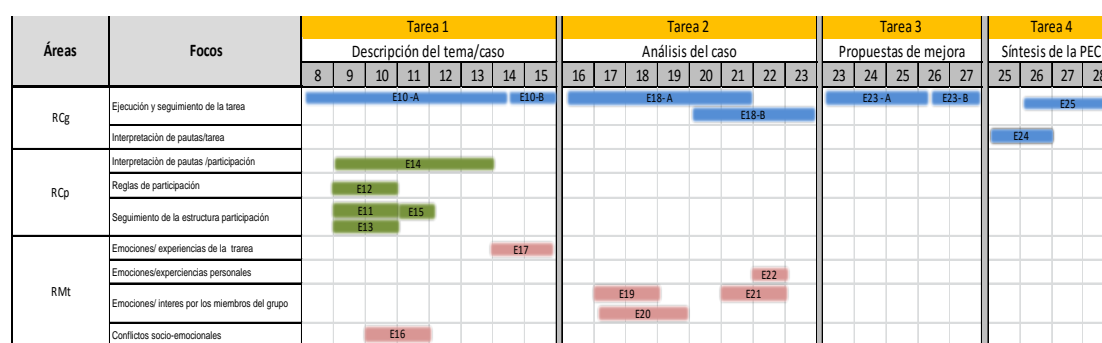 Tarea 1 Tarea 2 Tarea 3 Tarea 4
Áreas Focos Descripción del tema/caso Análisis del caso Propuestas de mejora Síntesis de la PEC
8 9 10 11 12 13 14 15 16 17 18 19 20 21 22 23 23 24 25 26 27 25 26 27 28
RCg Ejecución y seguimiento de la tarea E10 -A E10-B E18- A E18-B E23 - A E23- B E25
Interpretaciòn de pautas/tarea E24
RCp Interpretaciòn de pautas /participación E14
Reglas de participación E12
Seguimiento de la estructura participación E11 E15
E13
RMt Emociones/ experiencias de la trarea E17
Emociones/experciencias personales E22
Emociones/ interes por los miembros del grupo E19 E21
E20
Conflictos socio-emocionales E16